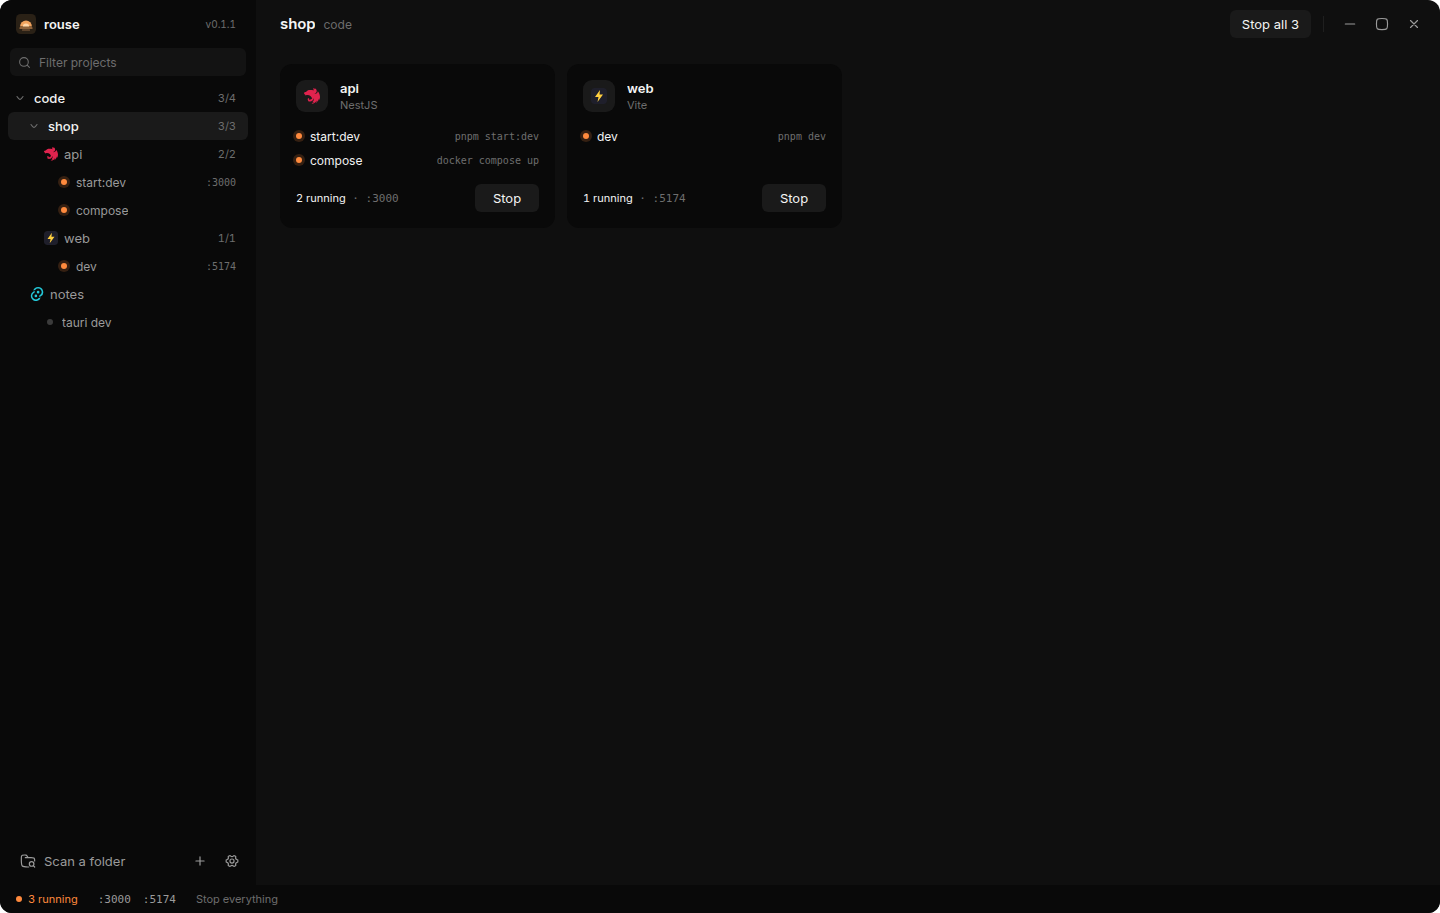 rouse v0.1.1
Filter projects
code 3/4
shop 3/3
api 2/2
start:dev :3000
compose
web 1/1
dev :5174
notes
tauri dev
Scan a folder
shop code
Stop all 3
api
NestJS
start:dev pnpm start:dev
compose docker compose up
2 running · :3000 Stop
web
Vite
dev pnpm dev
1 running · :5174 Stop
3 running :3000 :5174 Stop everything